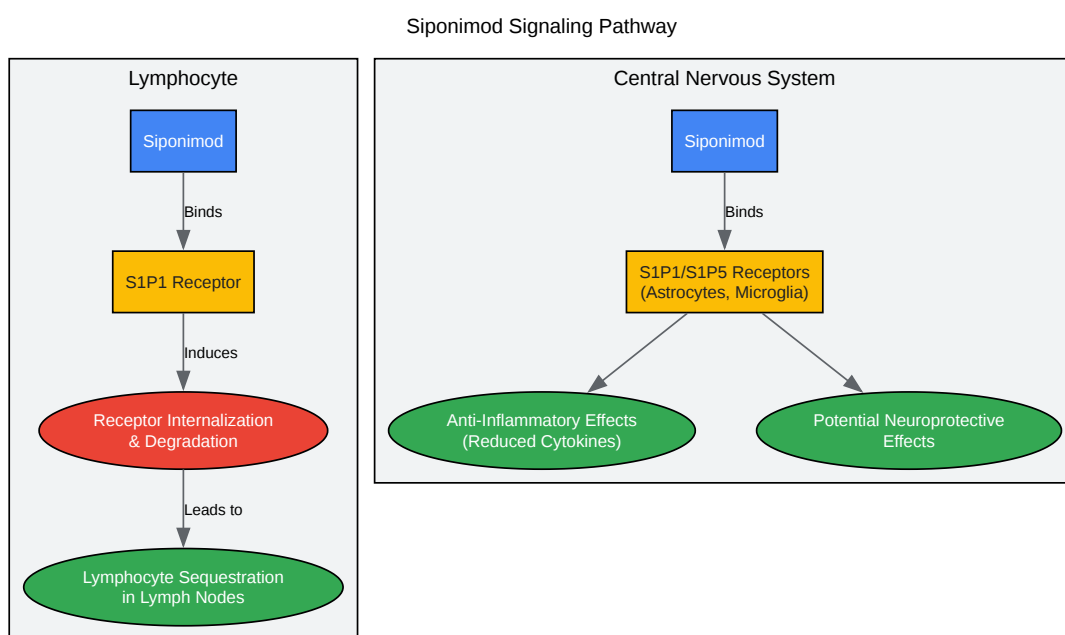 Siponimod Signaling Pathway
Lymphocyte
Siponimod
Binds
S1P1 Receptor
Induces
Receptor Internalization
& Degradation
Leads to
Lymphocyte Sequestration
in Lymph Nodes
Central Nervous System
Siponimod
Binds
S1P1/S1P5 Receptors
(Astrocytes, Microglia)
Anti-Inflammatory Effects
(Reduced Cytokines)
Potential Neuroprotective
Effects